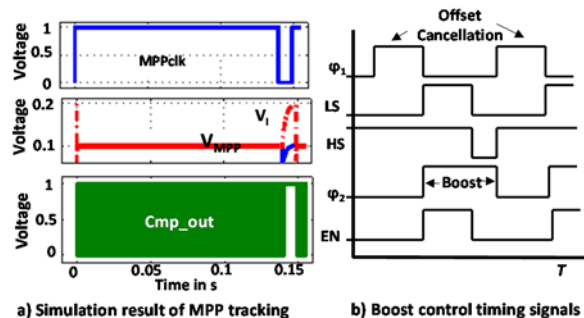 Voltage
1
0.5
0
MPPclk
Voltage
0.2
0.1
VI
VMPP
Voltage
1
0.5
0
Cmp_out
0
0.05
0.1
0.15
Time in s
a) Simulation result of MPP tracking
Offset
Cancellation
φ1
LS
HS
φ2
Boost
EN
T
b) Boost control timing signals